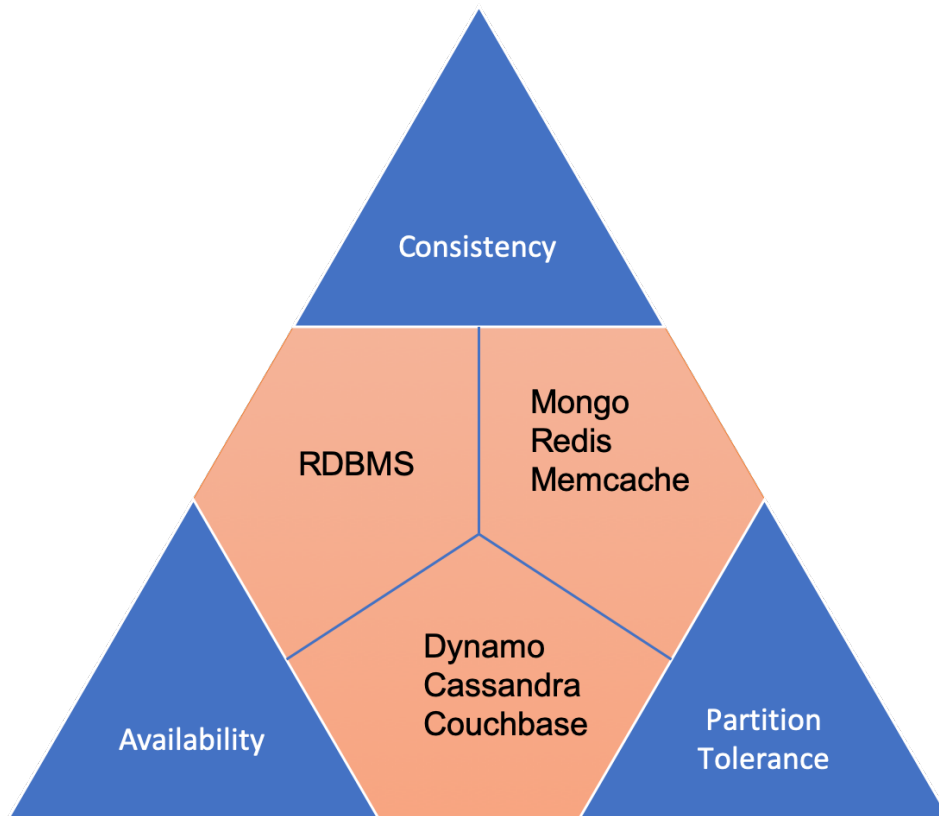 Consistency
RDBMS
Mongo
Redis
Memcache
Dynamo
Cassandra
Couchbase
Availability
Partition
Tolerance